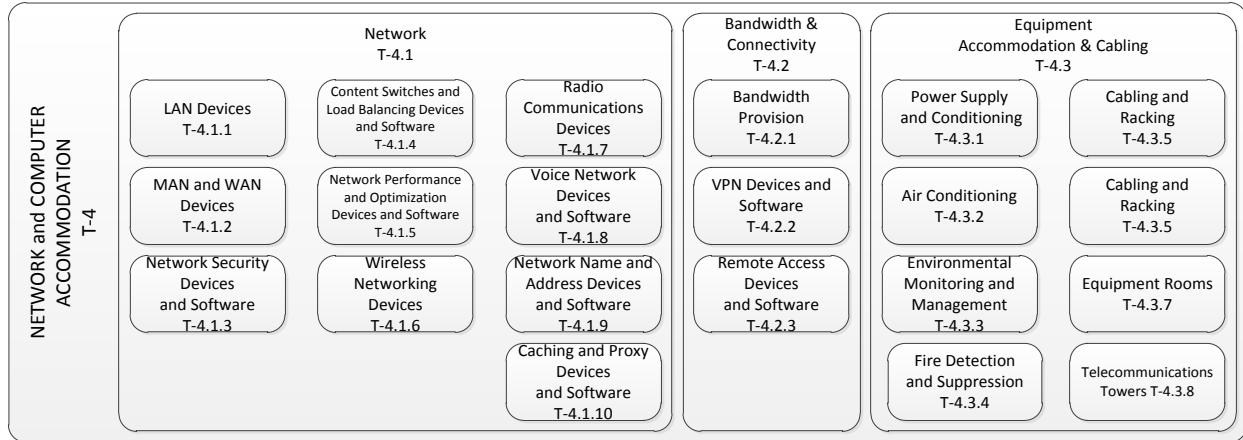 NETWORK and COMPUTER
ACCOMMODATION
T-4
Network
T-4.1
LAN Devices
T-4.1.1
MAN and WAN
Devices
T-4.1.2
Network Security
Devices
and Software
T-4.1.3
Content Switches and
Load Balancing Devices
and Software
T-4.1.4
Network Performance
and Optimization
Devices and Software
T-4.1.5
Wireless
Networking
Devices
T-4.1.6
Radio
Communications
Devices
T-4.1.7
Voice Network
Devices
and Software
T-4.1.8
Network Name and
Address Devices
and Software
T-4.1.9
Caching and Proxy
Devices
and Software
T-4.1.10
Bandwidth &
Connectivity
T-4.2
Bandwidth
Provision
T-4.2.1
VPN Devices and
Software
T-4.2.2
Remote Access
Devices
and Software
T-4.2.3
Equipment
Accommodation & Cabling
T-4.3
Power Supply
and Conditioning
T-4.3.1
Air Conditioning
T-4.3.2
Environmental
Monitoring and
Management
T-4.3.3
Fire Detection
and Suppression
T-4.3.4
Cabling and
Racking
T-4.3.5
Cabling and
Racking
T-4.3.5
Equipment Rooms
T-4.3.7
Telecommunications
Towers T-4.3.8